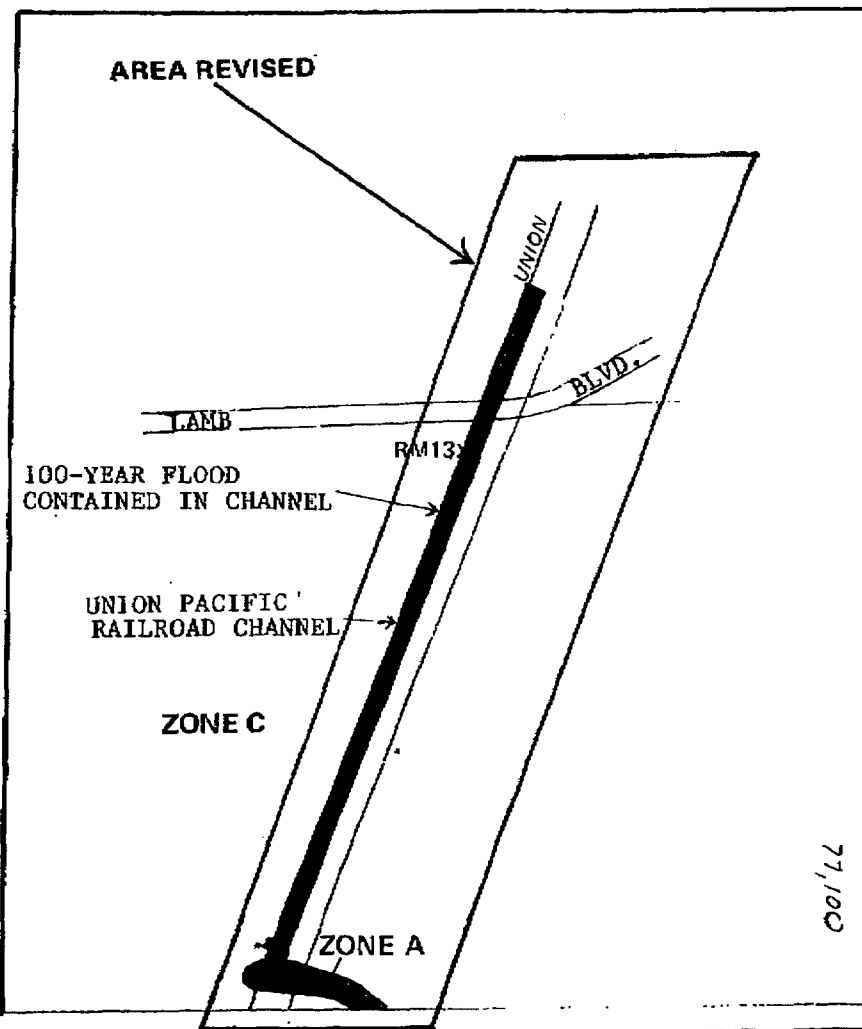 AREA REVISED
UNION
LAMB BLVD.
RM13x
100-YEAR FLOOD
CONTAINED IN CHANNEL
UNION PACIFIC
RAILROAD CHANNEL
ZONE C
ZONE A
77,100